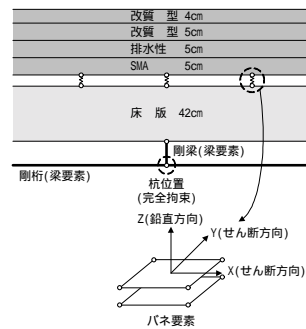 改質 型 4cm
改質 型 5cm
排水性 5cm
SMA 5cm
床 版 42cm
剛梁(梁要素)
剛桁(梁要素)
杭位置
(完全拘束)
Z(鉛直方向)
Y(せん断方向)
X(せん断方向)
バネ要素